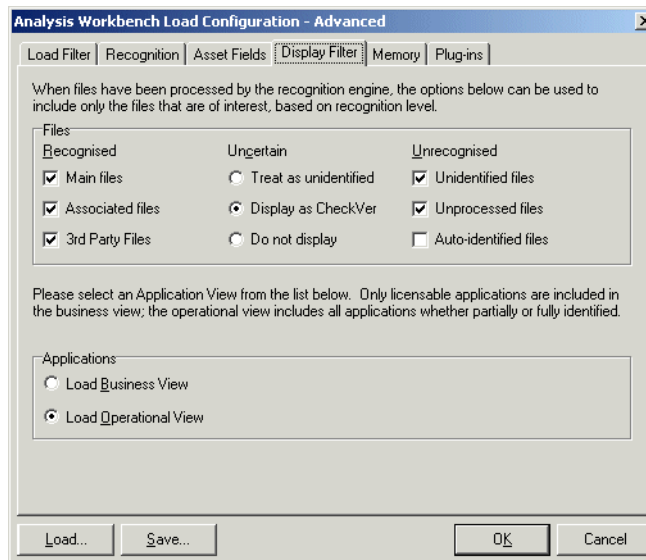 Analysis Workbench Load Configuration - Advanced
Load Filter Recognition Asset Fields Display Filter Memory Plug-ins
When files have been processed by the recognition engine, the options below can be used to
include only the files that are of interest, based on recognition level.
Files
Recognised Uncertain Unrecognised
Main files Treat as unidentified Unidentified files
Associated files Display as CheckVer Unprocessed files
3rd Party Files Do not display Auto-identified files
Please select an Application View from the list below. Only licensable applications are included in
the business view; the operational view includes all applications whether partially or fully identified.
Applications
Load Business View
Load Operational View
Load... Save... OK Cancel